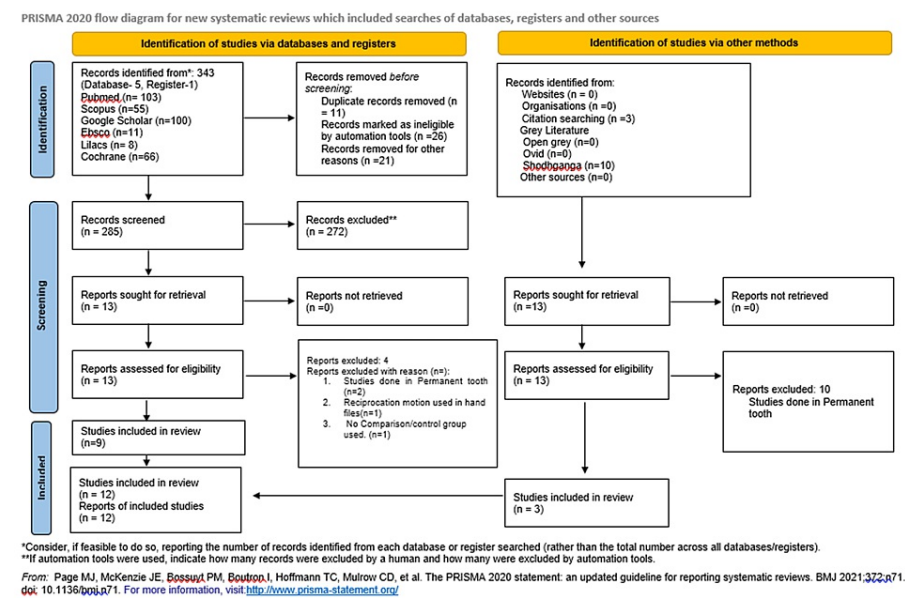 PRISMA 2020 flow diagram for new systematic reviews which included searches of databases, registers and other sources
Identification of studies via databases and registers
Identification of studies via other methods
Identification
Records identified from*: 343
(Database- 5, Register-1)
Pubmed (n= 103)
Scopus (n=55)
Google Scholar (n=100)
Ebsco (n=11)
Lilacs (n= 8)
Cochrane (n=66)
Records removed before
screening:
Duplicate records removed (n
= 11)
Records marked as ineligible
by automation tools (n =26)
Records removed for other
reasons (n =21)
Records identified from:
Websites (n = 0)
Organisations (n =0)
Citation searching (n =3)
Grey Literature
Open grey (n=0)
Ovid (n=0)
Shodhganga (n=10)
Other sources (n=0)
Screening
Records screened
(n = 285)
Records excluded**
(n = 272)
Reports sought for retrieval
(n = 13)
Reports not retrieved
(n =0)
Reports sought for retrieval
(n =13)
Reports not retrieved
(n =0)
Reports assessed for eligibility
(n = 13)
Reports excluded: 4
Reports excluded with reason (n=):
1. Studies done in Permanent tooth
(n=2)
2. Reciprocation motion used in hand
files(n=1)
3. No Comparison/control group
used. (n=1)
Reports assessed for eligibility
(n = 13)
Reports excluded: 10
Studies done in Permanent
tooth
Included
Studies included in review
(n=9)
Studies included in review
(n = 12)
Reports of included studies
(n = 12)
Studies included in review
(n = 3)
*Consider, if feasible to do so, reporting the number of records identified from each database or register searched (rather than the total number across all databases/registers).
**If automation tools were used, indicate how many records were excluded by a human and how many were excluded by automation tools.
From: Page MJ, McKenzie JE, Bossuyt PM, Boutron I, Hoffmann TC, Mulrow CD, et al. The PRISMA 2020 statement: an updated guideline for reporting systematic reviews. BMJ 2021;372:n71.
doi: 10.1136/bmj.n71. For more information, visit:http://www.prisma-statement.org/